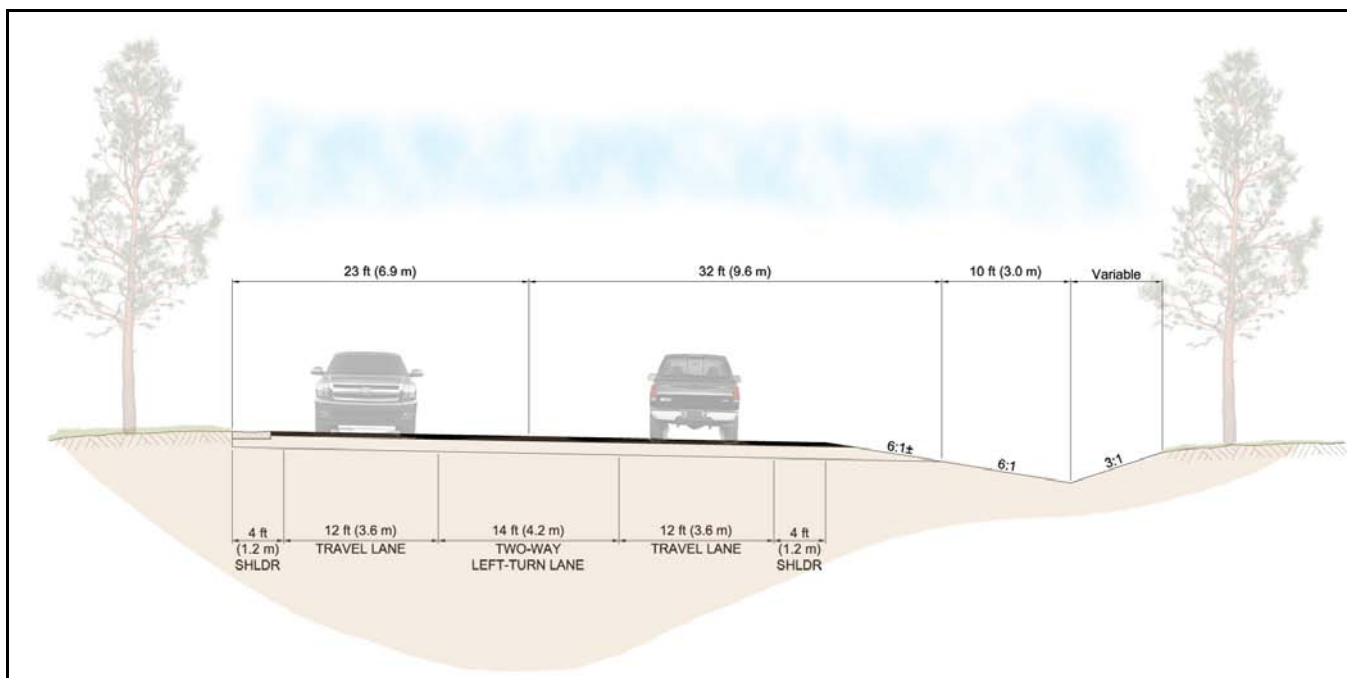 23 ft (6.9 m)
32 ft (9.6 m)
10 ft (3.0 m)
Variable
6:1±
6:1
3:1
4 ft
(1.2 m)
SHLDR
12 ft (3.6 m)
TRAVEL LANE
14 ft (4.2 m)
TWO-WAY
LEFT-TURN LANE
12 ft (3.6 m)
TRAVEL LANE
4 ft
(1.2 m)
SHLDR